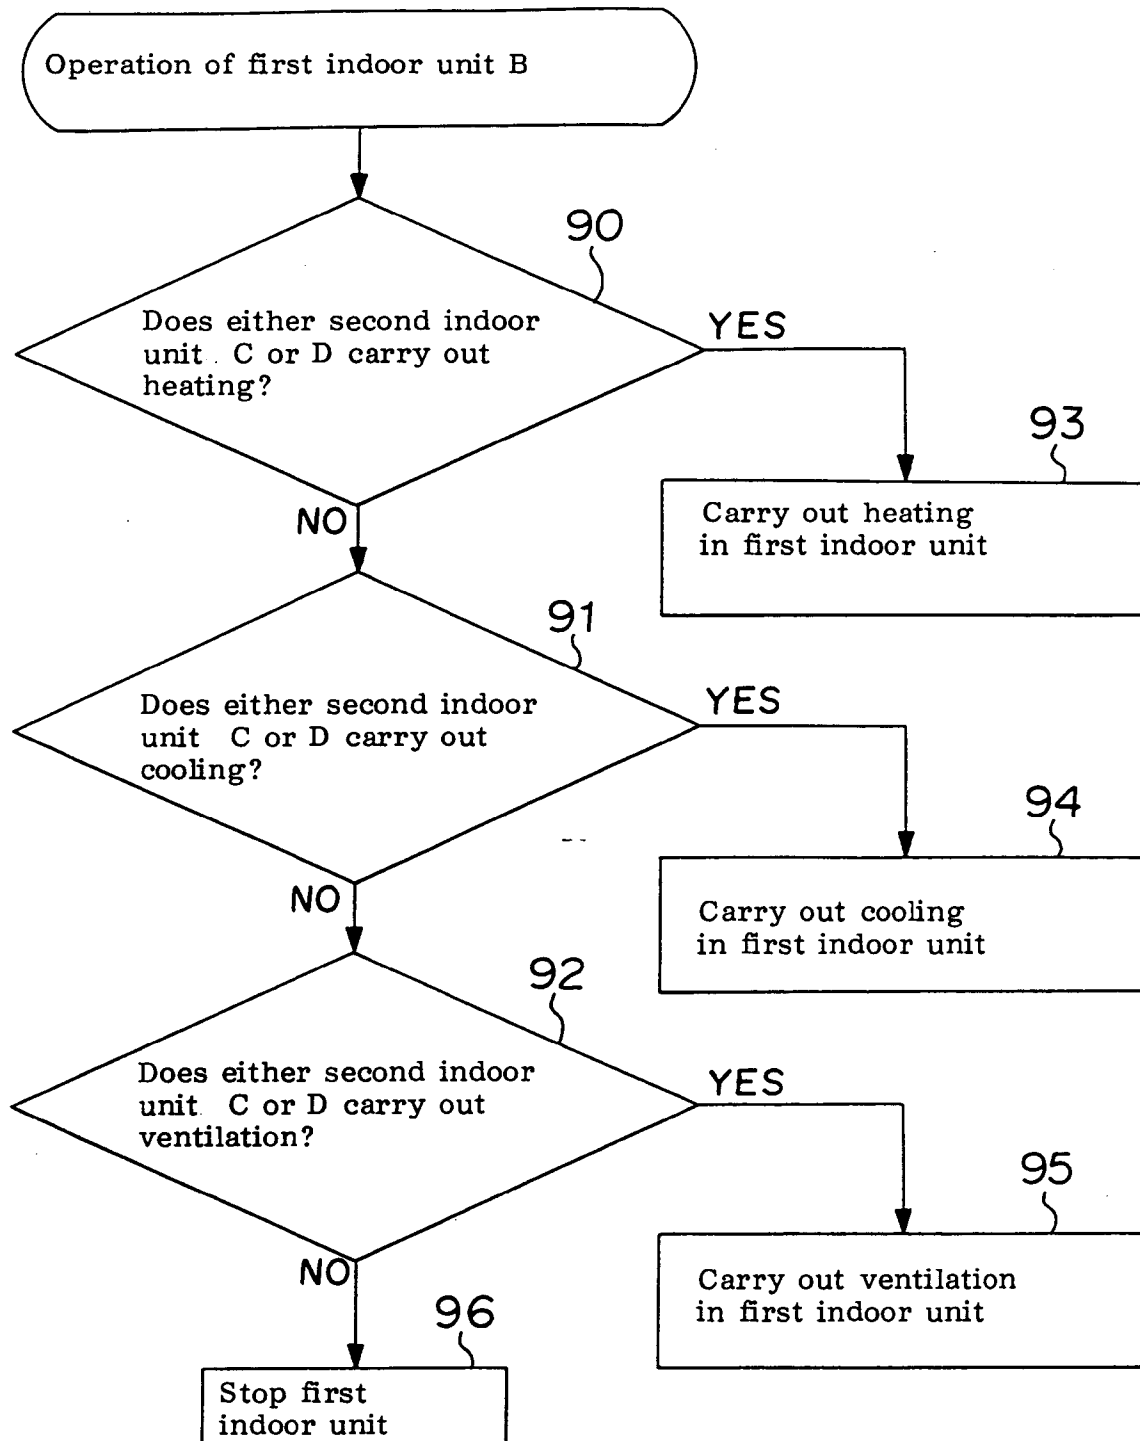 Operation of first indoor unit B
90
Does either second indoor
unit C or D carry out
heating?
YES
93
Carry out heating
in first indoor unit
NO
91
Does either second indoor
unit C or D carry out
cooling?
YES
94
Carry out cooling
in first indoor unit
NO
92
Does either second indoor
unit C or D carry out
ventilation?
YES
95
Carry out ventilation
in first indoor unit
NO
96
Stop first
indoor unit